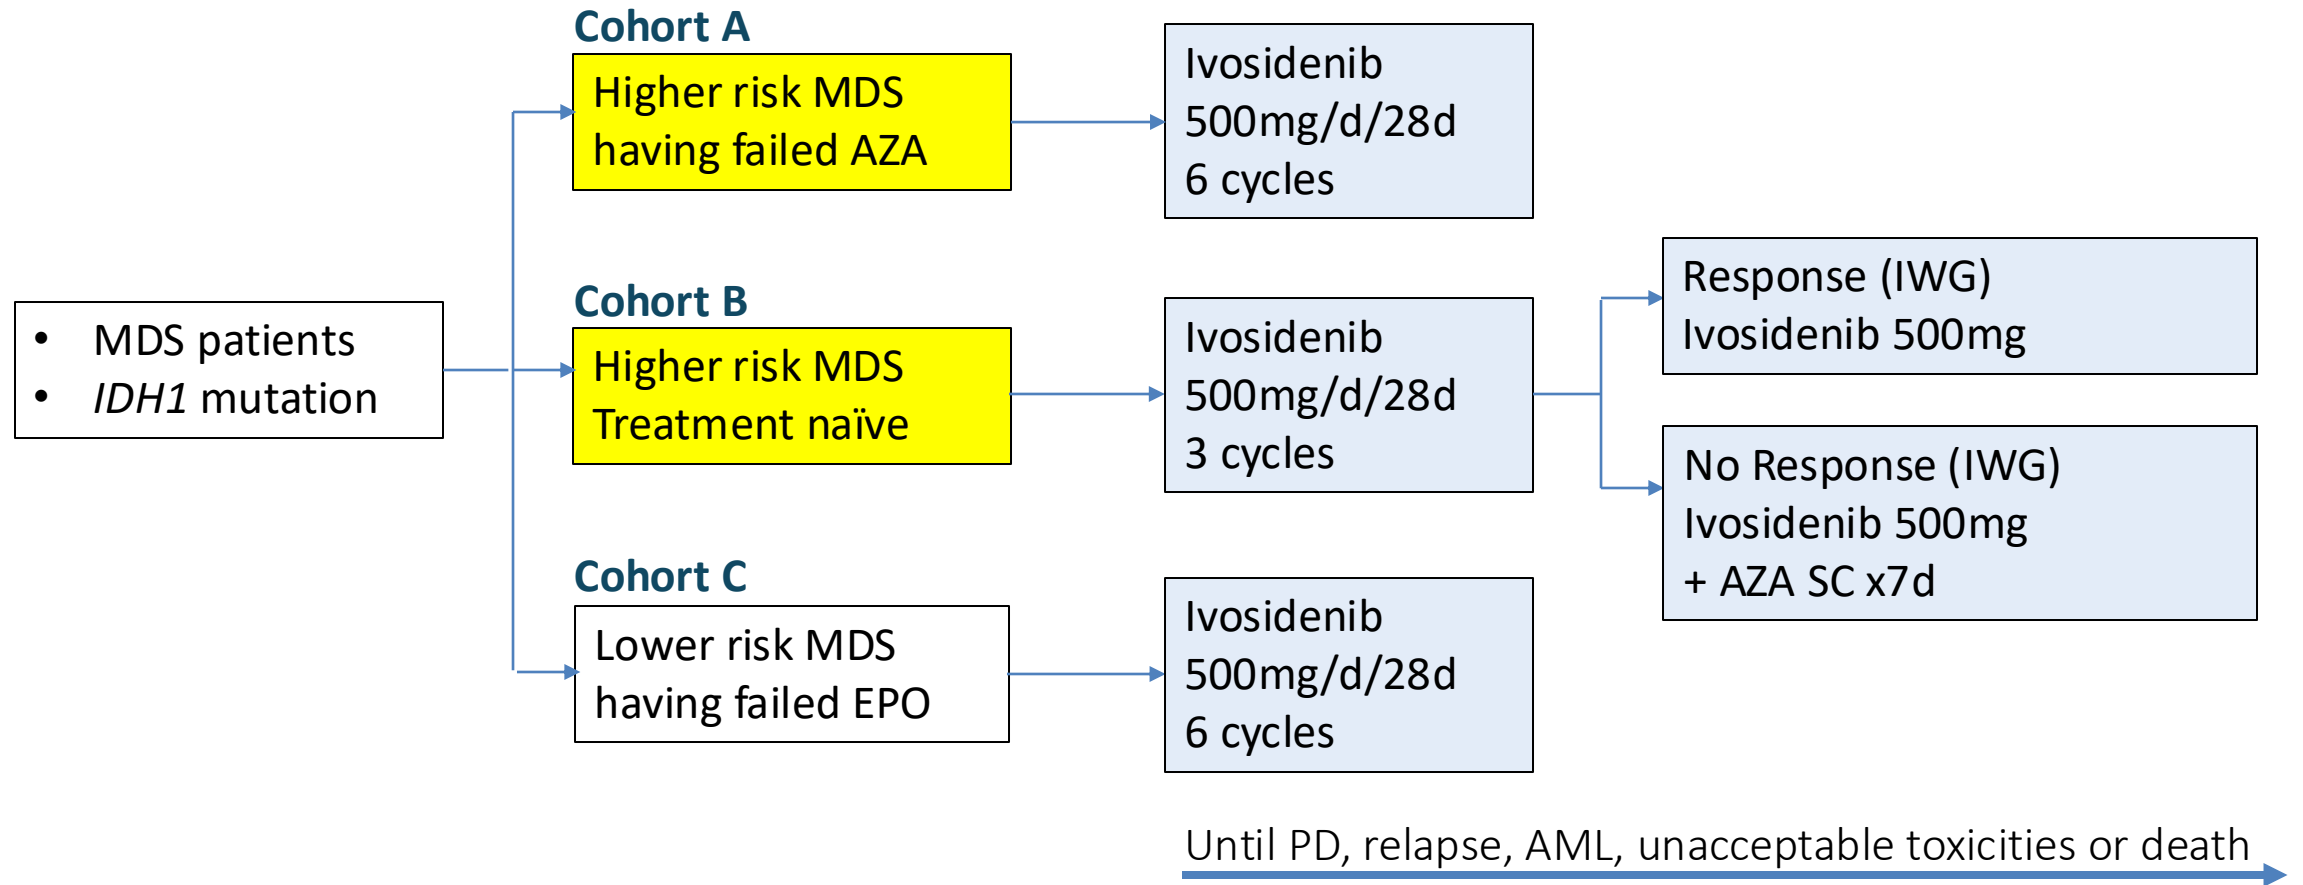 • MDS patients
• IDH1 mutation
Cohort A
Higher risk MDS
having failed AZA
Ivosidenib
500mg/d/28d
6 cycles
Cohort B
Higher risk MDS
Treatment naïve
Ivosidenib
500mg/d/28d
3 cycles
Response (IWG)
Ivosidenib 500mg
No Response (IWG)
Ivosidenib 500mg
+ AZA SC x7d
Cohort C
Lower risk MDS
having failed EPO
Ivosidenib
500mg/d/28d
6 cycles
Until PD, relapse, AML, unacceptable toxicities or death